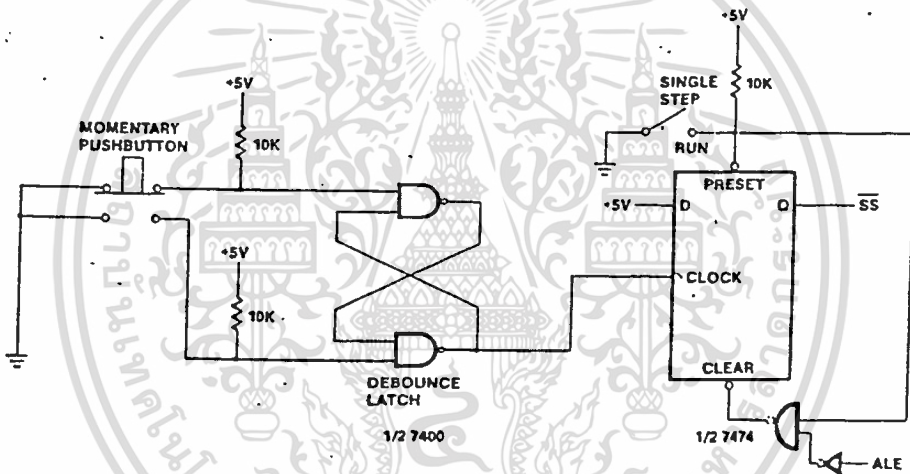 +5V
SINGLE
STEP
10K
+5V
MOMENTARY
PUSHBUTTON
10K
RUN
PRESET
+5V
D
Q
S̅S̅
+5V
10K
CLOCK
CLEAR
DEBOUNCE
LATCH
1/2 7400
1/2 7474
ALE